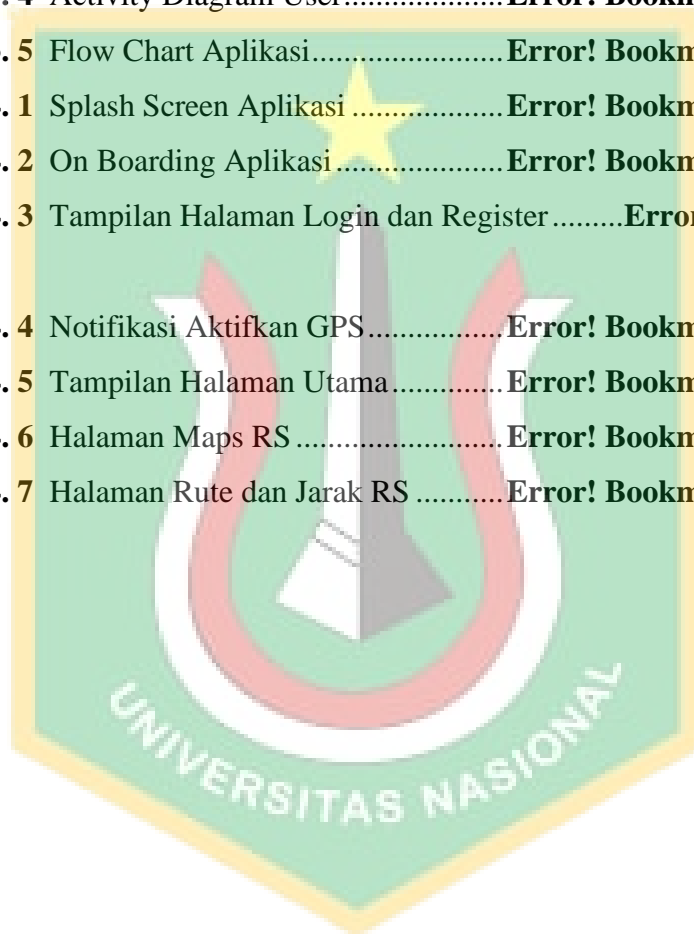 4 Activity Diagram User...................Error! Bookm
. 5 Flow Chart Aplikasi.......................Error! Bookm
. 1 Splash Screen Aplikasi ..................Error! Bookm
. 2 On Boarding Aplikasi....................Error! Bookm
. 3 Tampilan Halaman Login dan Register .........Error
. 4 Notifikasi Aktifkan GPS................Error! Bookm
. 5 Tampilan Halaman Utama.............Error! Bookm
. 6 Halaman Maps RS.........................Error! Bookm
. 7 Halaman Rute dan Jarak RS ...........Error! Bookm
UNIVERSITAS NASIONAL